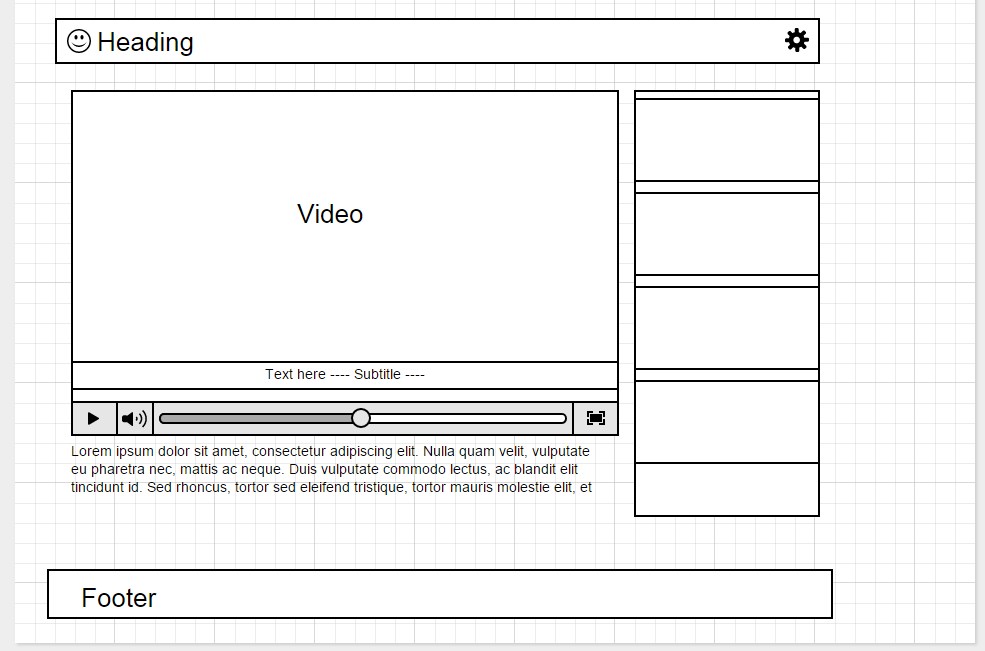 Heading
Video
Text here ---- Subtitle ----
Lorem ipsum dolor sit amet, consectetur adipiscing elit. Nulla quam velit, vulputate
eu pharetra nec, mattis ac neque. Duis vulputate commodo lectus, ac blandit elit
tincidunt id. Sed rhoncus, tortor sed eleifend tristique, tortor mauris molestie elit, et
Footer